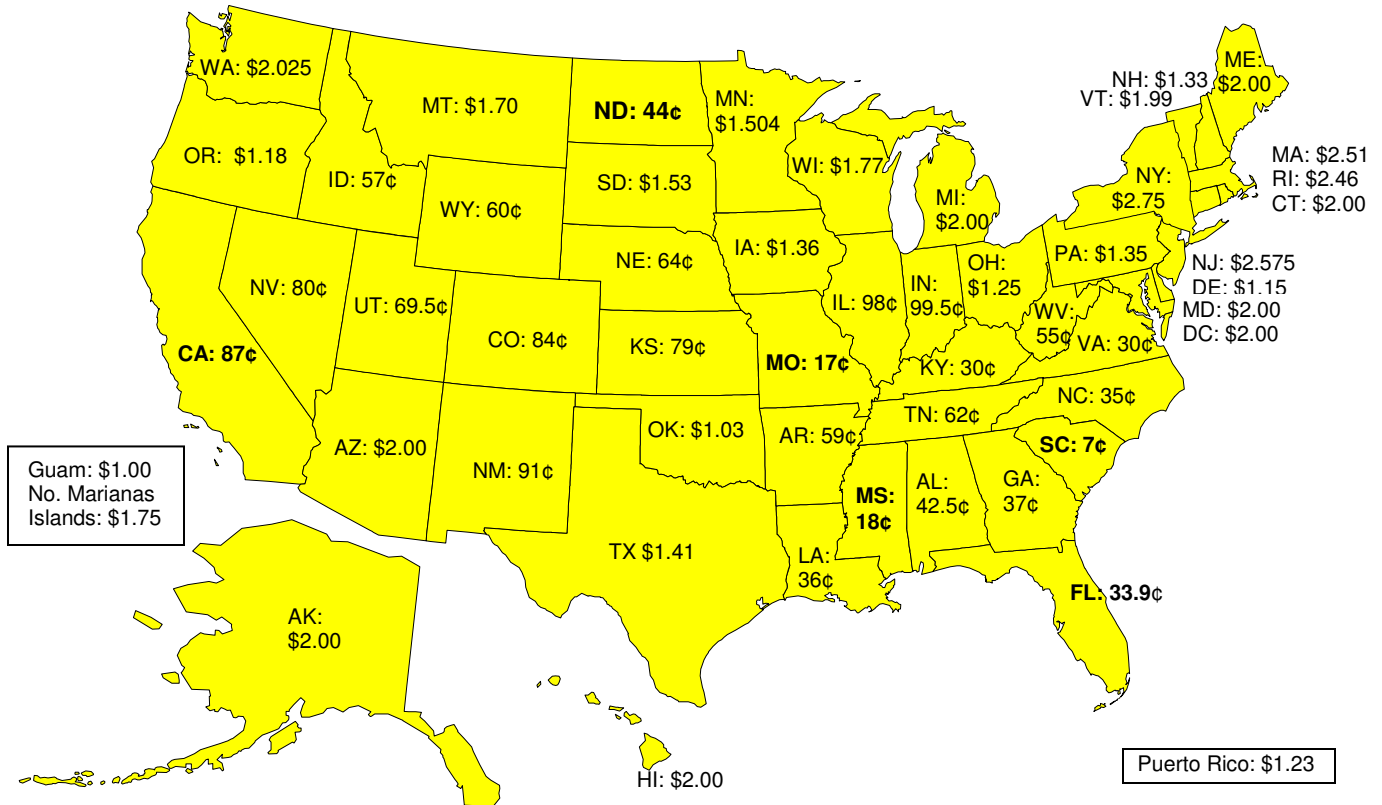 WA: $2.025
MT: $1.70
ND: 44¢
MN:
$1.504
NH: $1.33
VT: $1.99
ME:
$2.00
OR: $1.18
ID: 57¢
WY: 60¢
SD: $1.53
WI: $1.77
MI:
$2.00
NY:
$2.75
MA: $2.51
RI: $2.46
CT: $2.00
NV: 80¢
UT: 69.5¢
CO: 84¢
NE: 64¢
KS: 79¢
IA: $1.36
IL: 98¢
IN:
99.5¢
OH:
$1.25
PA: $1.35
NJ: $2.575
DE: $1.15
MD: $2.00
DC: $2.00
WV:
55¢
VA: 30¢
CA: 87¢
MO: 17¢
KY: 30¢
NC: 35¢
TN: 62¢
SC: 7¢
AZ: $2.00
NM: 91¢
OK: $1.03
AR: 59¢
MS:
18¢
AL:
42.5¢
GA:
37¢
TX $1.41
LA:
36¢
FL: 33.9¢
Guam: $1.00
No. Marianas
Islands: $1.75
AK:
$2.00
HI: $2.00
Puerto Rico: $1.23